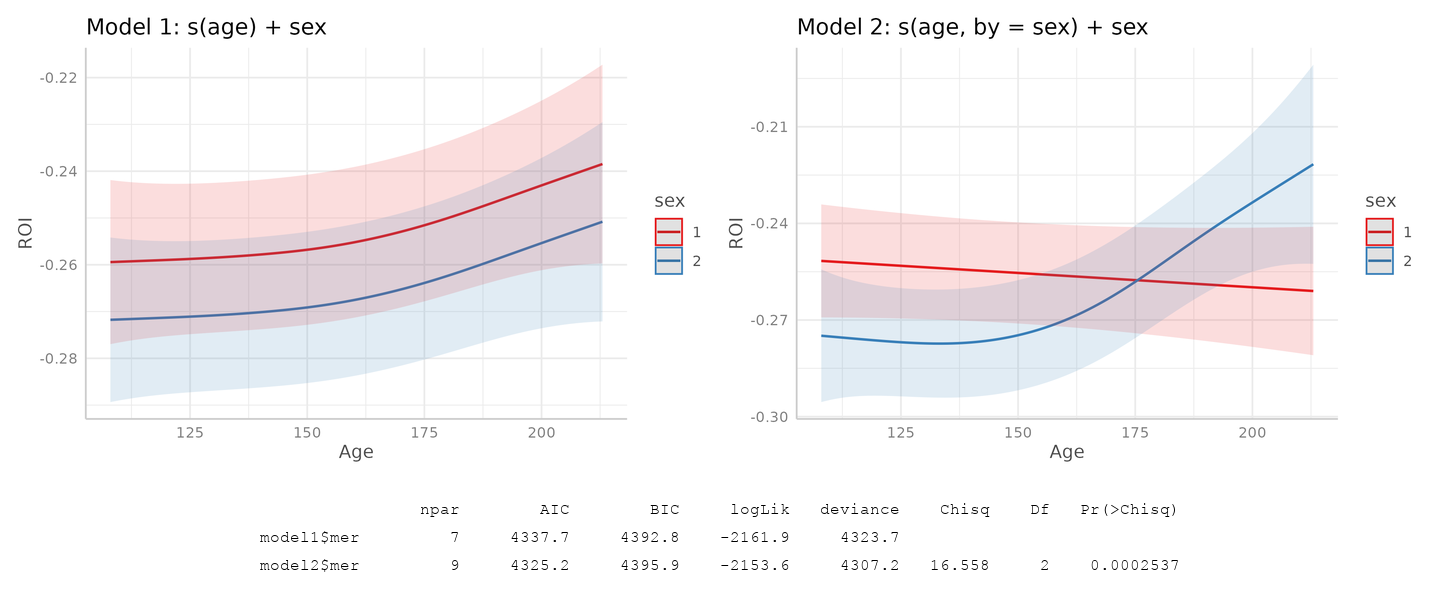 Model 1: s(age) + sex
-0.22
-0.24
-0.26
-0.28
ROI
125 150 175 200
Age
sex
1
2
Model 2: s(age, by = sex) + sex
-0.21
-0.24
-0.27
-0.30
ROI
125 150 175 200
Age
sex
1
2
npar AIC BIC logLik deviance Chisq Df Pr(>Chisq)
model1$mer 7 4337.7 4392.8 -2161.9 4323.7
model2$mer 9 4325.2 4395.9 -2153.6 4307.2 16.558 2 0.0002537